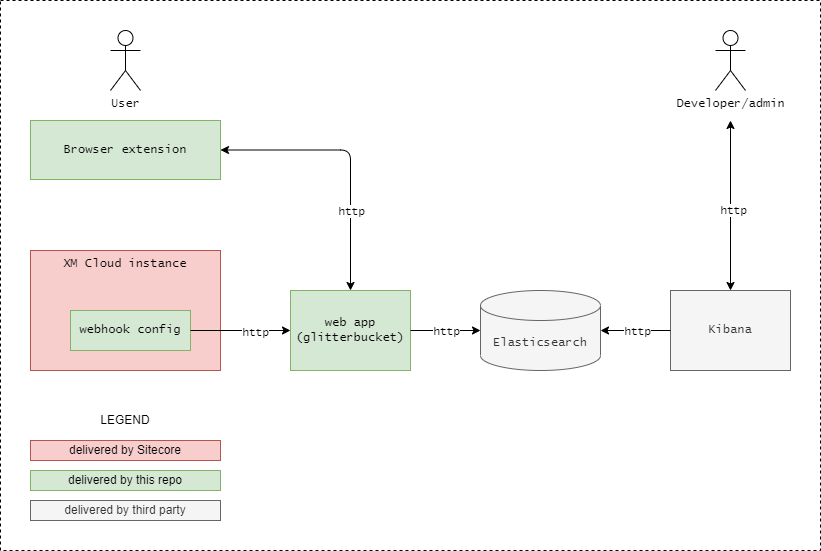 User
Developer/admin
Browser extension
http
http
XM Cloud instance
webhook config
http
web app
(glitterbucket)
http
Elasticsearch
http
Kibana
LEGEND
delivered by Sitecore
delivered by this repo
delivered by third party